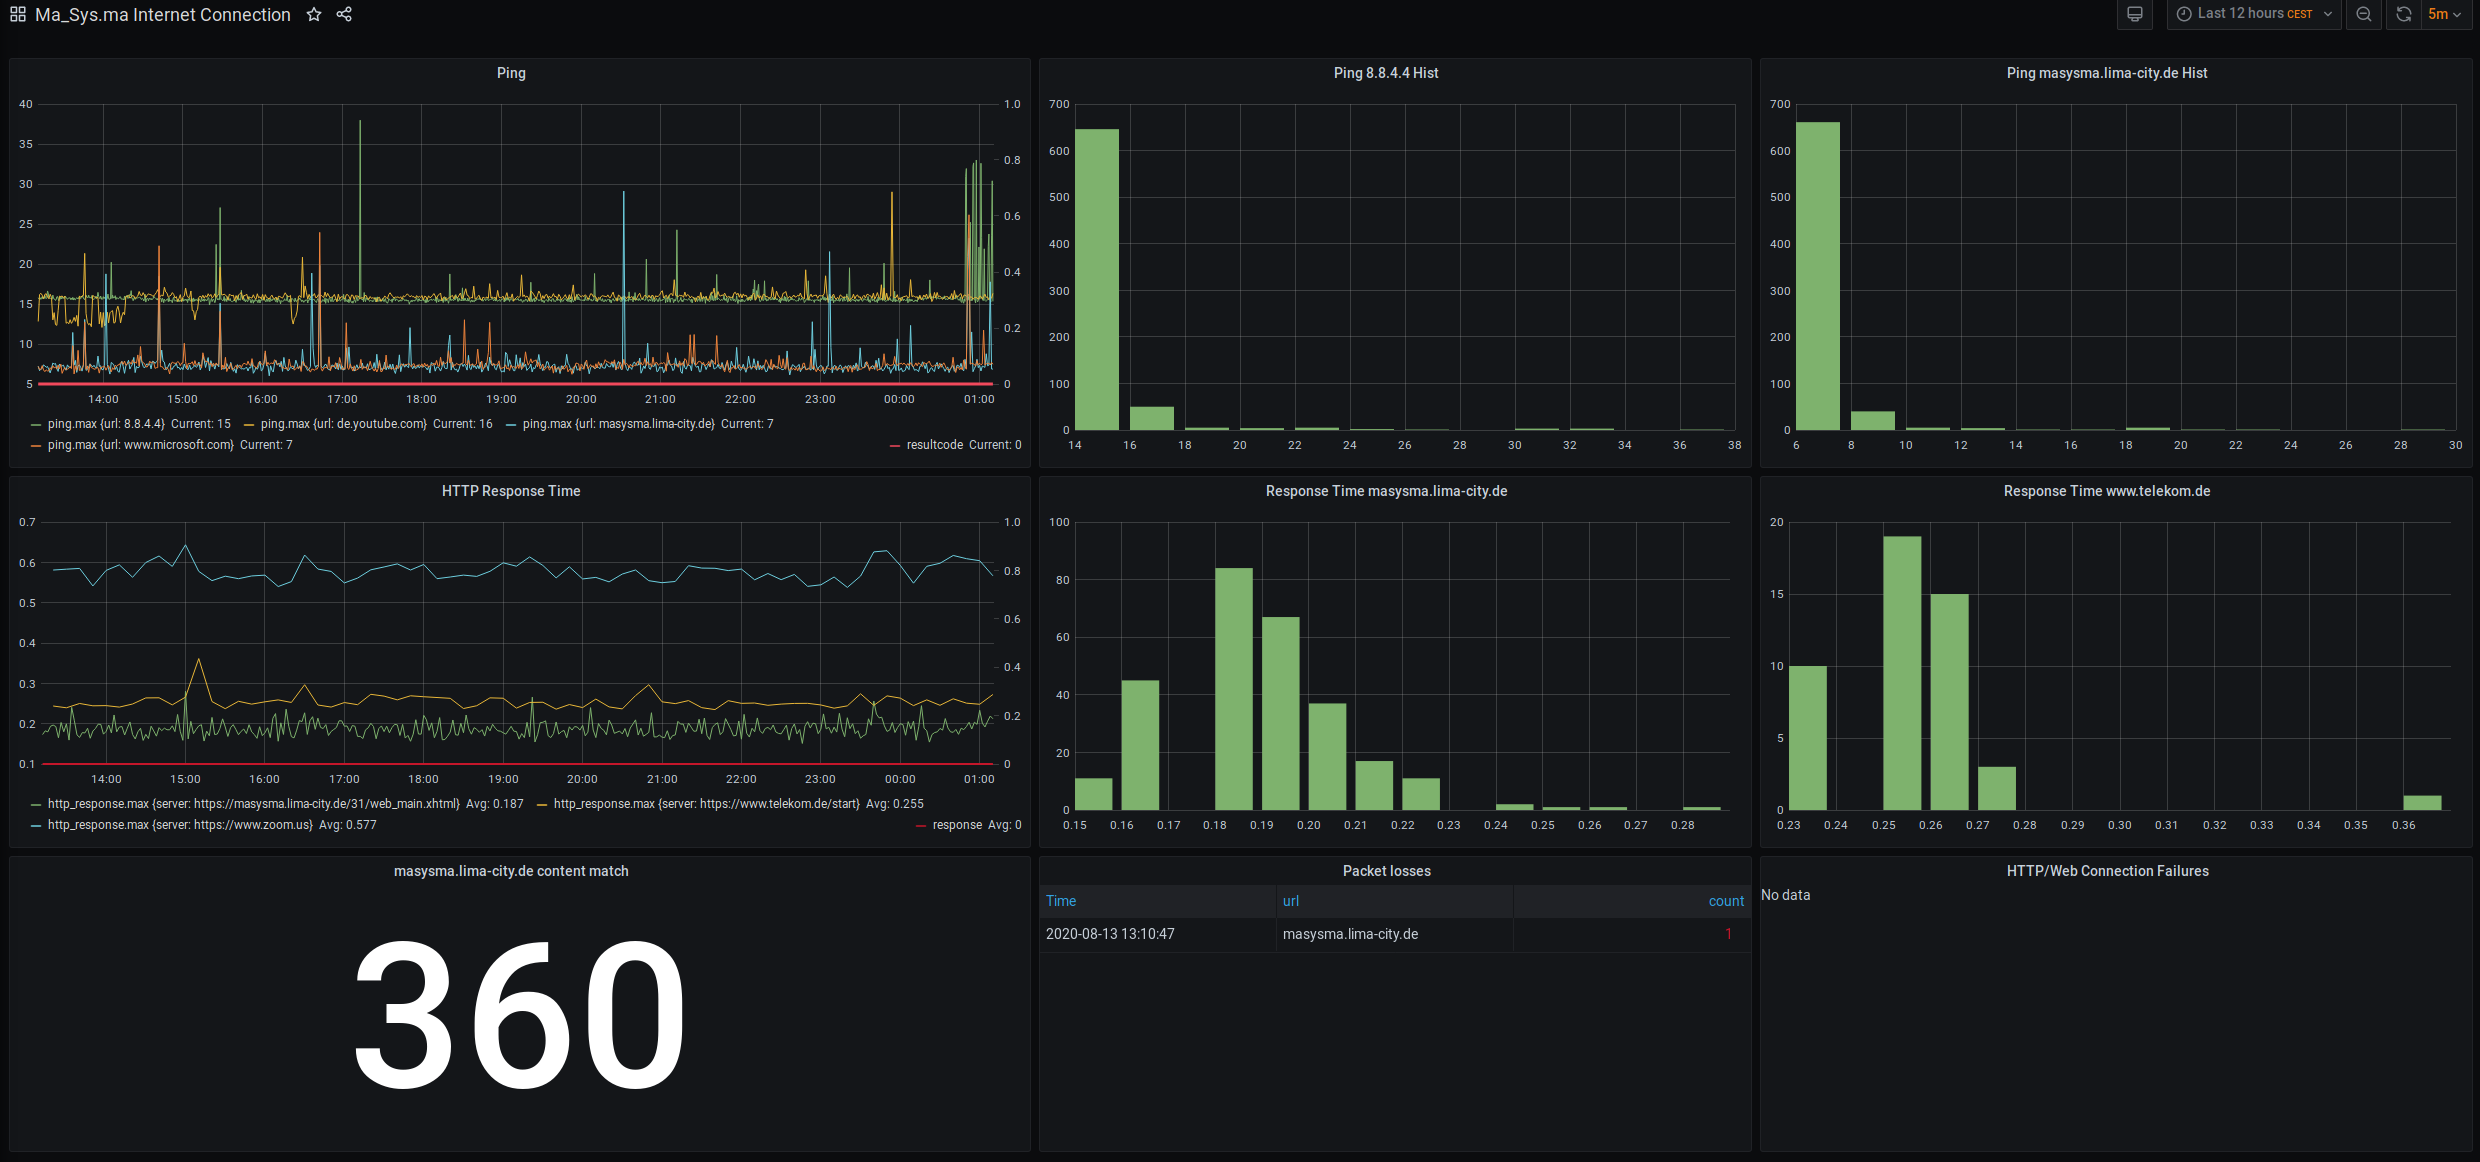 Ma_Sys.ma Internet Connection
Last 12 hours CEST
5m
Ping
40
35
30
25
20
15
10
5
1.0
0.8
0.6
0.4
0.2
0
14:00 15:00 16:00 17:00 18:00 19:00 20:00 21:00 22:00 23:00 00:00 01:00
ping.max {url: 8.8.4.4} Current: 15 ping.max {url: de.youtube.com} Current: 16 ping.max {url: masysma.lima-city.de} Current: 7
ping.max {url: www.microsoft.com} Current: 7 resultcode Current: 0
Ping 8.8.4.4 Hist
700
600
500
400
300
200
100
0
14 16 18 20 22 24 26 28 30 32 34 36 38
Ping masysma.lima-city.de Hist
700
600
500
400
300
200
100
0
6 8 10 12 14 16 18 20 22 24 26 28 30
HTTP Response Time
0.7
0.6
0.5
0.4
0.3
0.2
0.1
1.0
0.8
0.6
0.4
0.2
0
14:00 15:00 16:00 17:00 18:00 19:00 20:00 21:00 22:00 23:00 00:00 01:00
http_response.max {server: https://masysma.lima-city.de/31/web_main.xhtml} Avg: 0.187 http_response.max {server: https://www.telekom.de/start} Avg: 0.255
http_response.max {server: https://www.zoom.us} Avg: 0.577 response Avg: 0
Response Time masysma.lima-city.de
100
80
60
40
20
0
0.15 0.16 0.17 0.18 0.19 0.20 0.21 0.22 0.23 0.24 0.25 0.26 0.27 0.28
Response Time www.telekom.de
20
15
10
5
0
0.23 0.24 0.25 0.26 0.27 0.28 0.29 0.30 0.31 0.32 0.33 0.34 0.35 0.36
masysma.lima-city.de content match
360
Packet losses
Time url count
2020-08-13 13:10:47 masysma.lima-city.de 1
HTTP/Web Connection Failures
No data